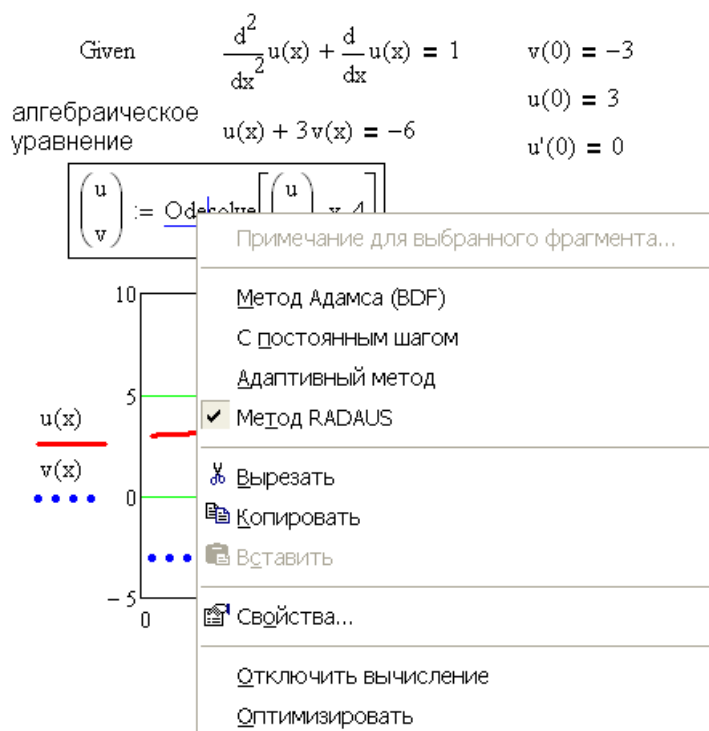 Given d²/dx² u(x) + d/dx u(x) = 1 v(0) = −3
u(0) = 3
алгебраическое
уравнение u(x) + 3v(x) = −6
u'(0) = 0
(u v) := Odesolve[(u), x, 4]
Примечание для выбранного фрагмента...
Метод Адамса (BDF)
С постоянным шагом
Адаптивный метод
Метод RADAUS
Вырезать
Копировать
Вставить
Свойства...
Отключить вычисление
Оптимизировать
10
5
u(x)
v(x)
0
−5
0